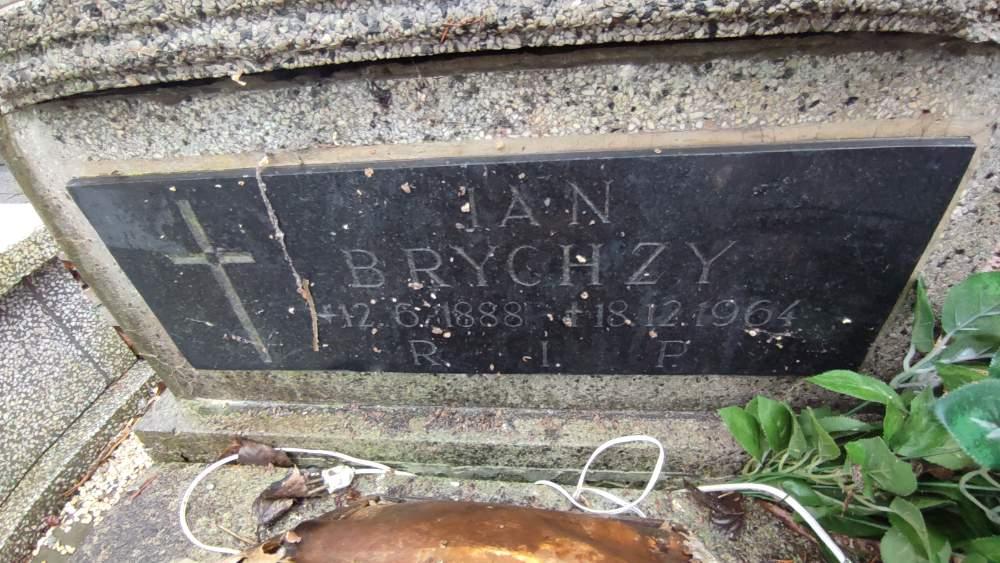 JAN
BRYCHZY
*12.6.1888 †18.12.1964
R I P